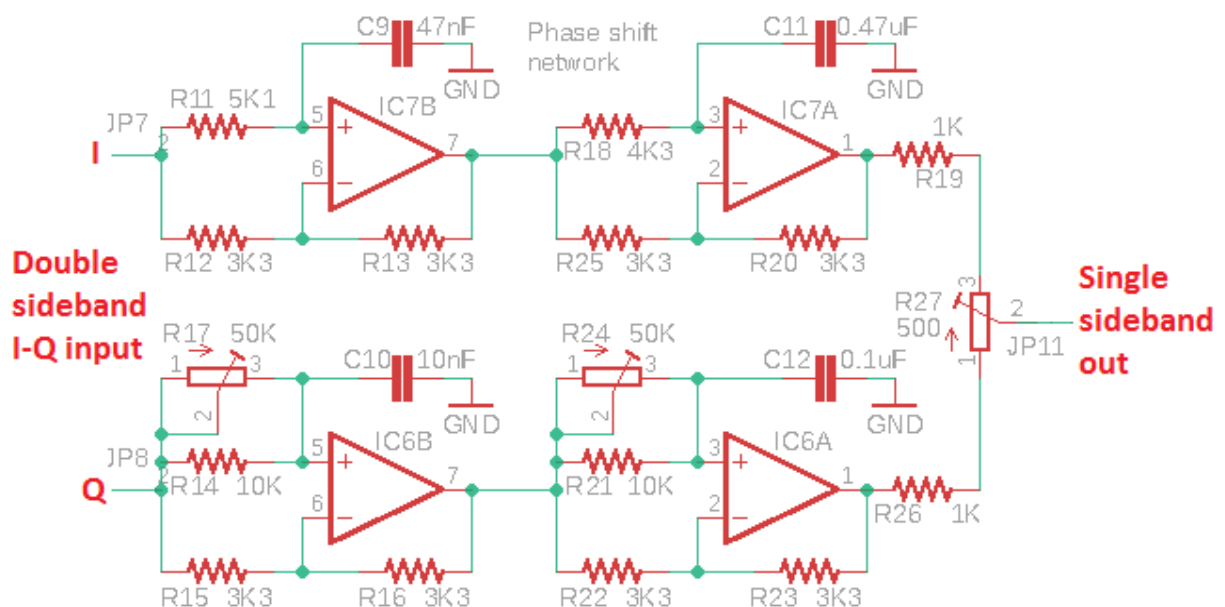 C9 47nF
Phase shift
network
C11 0.47uF
GND
GND
R11 5K1
IC7B
IC7A
JP7
2
5
+
7
3
+
1
1K
I
6
−
R18 4K3
2
−
R19
R12 3K3
R13 3K3
R25 3K3
R20 3K3
Double
sideband
I-Q input
R27
500
3
2
1
JP11
Single
sideband
out
R17 50K
1
3
2
C10 10nF
GND
R24 50K
1
3
2
C12 0.1uF
GND
JP8
2
IC6B
IC6A
5
+
7
3
+
1
Q
R14 10K
6
−
R21 10K
2
−
R26 1K
R15 3K3
R16 3K3
R22 3K3
R23 3K3